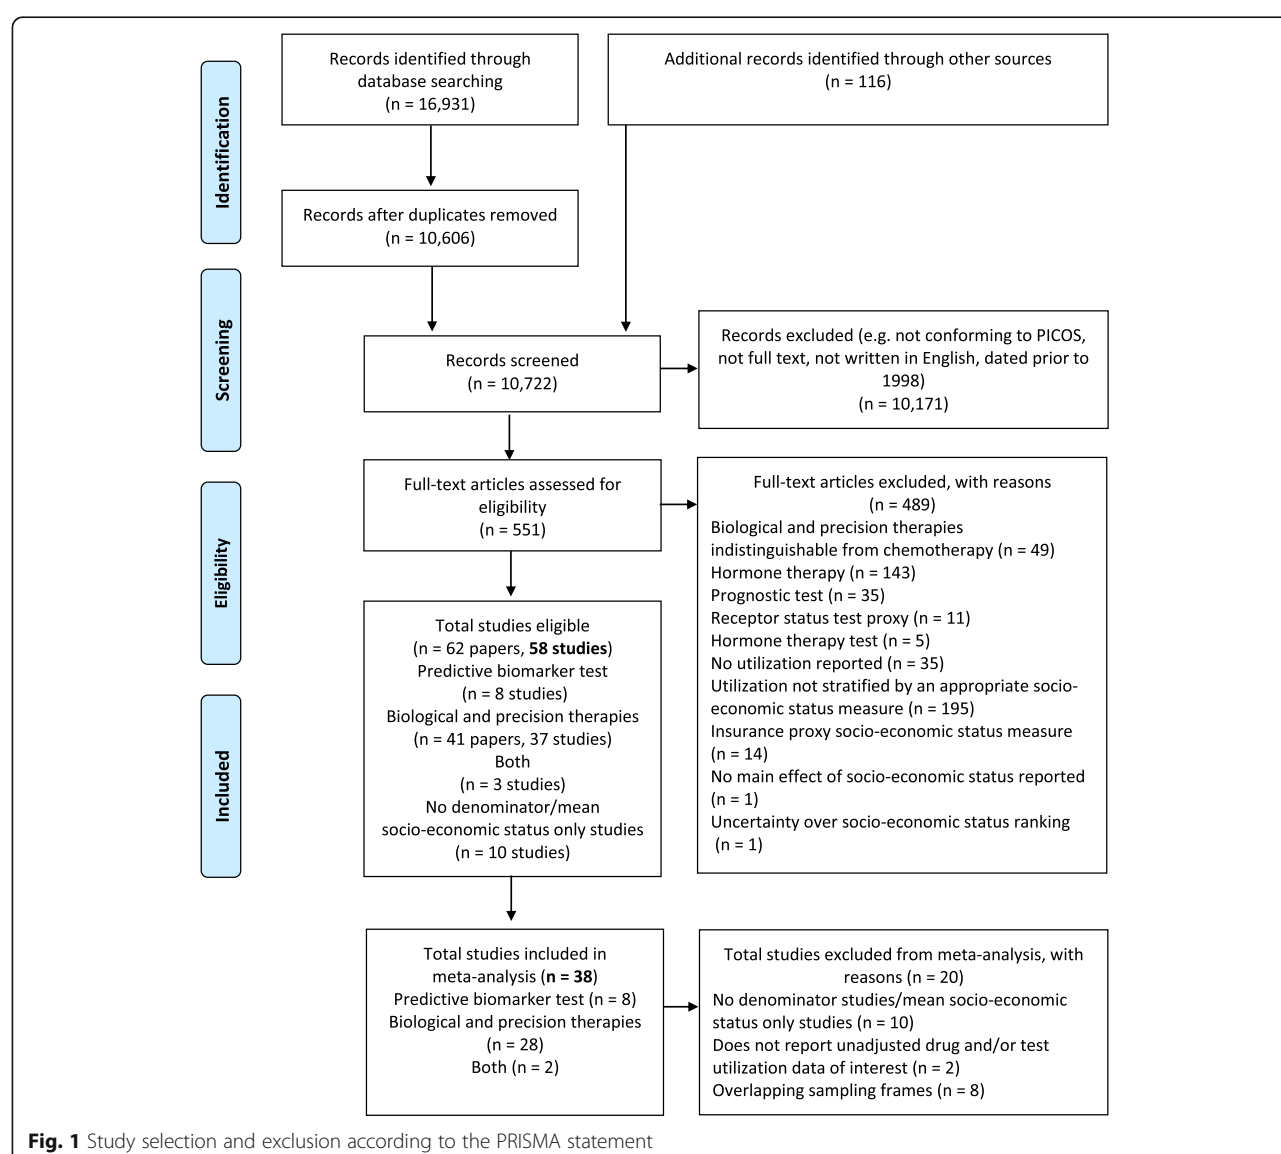 Records identified through
database searching
(n = 16,931)
Additional records identified through other sources
(n = 116)
Identification
Records after duplicates removed
(n = 10,606)
Screening
Records screened
(n = 10,722)
Records excluded (e.g. not conforming to PICOS,
not full text, not written in English, dated prior to
1998)
(n = 10,171)
Eligibility
Full-text articles assessed for
eligibility
(n = 551)
Full-text articles excluded, with reasons
(n = 489)
Biological and precision therapies
indistinguishable from chemotherapy (n = 49)
Hormone therapy (n = 143)
Prognostic test (n = 35)
Receptor status test proxy (n = 11)
Hormone therapy test (n = 5)
No utilization reported (n = 35)
Utilization not stratified by an appropriate socio-
economic status measure (n = 195)
Insurance proxy socio-economic status measure
(n = 14)
No main effect of socio-economic status reported
(n = 1)
Uncertainty over socio-economic status ranking
(n = 1)
Total studies eligible
(n = 62 papers, 58 studies)
Predictive biomarker test
(n = 8 studies)
Biological and precision therapies
(n = 41 papers, 37 studies)
Both
(n = 3 studies)
No denominator/mean
socio-economic status only studies
(n = 10 studies)
Included
Total studies included in
meta-analysis (n = 38)
Predictive biomarker test (n = 8)
Biological and precision therapies
(n = 28)
Both (n = 2)
Total studies excluded from meta-analysis, with
reasons (n = 20)
No denominator studies/mean socio-economic
status only studies (n = 10)
Does not report unadjusted drug and/or test
utilization data of interest (n = 2)
Overlapping sampling frames (n = 8)
Fig. 1 Study selection and exclusion according to the PRISMA statement